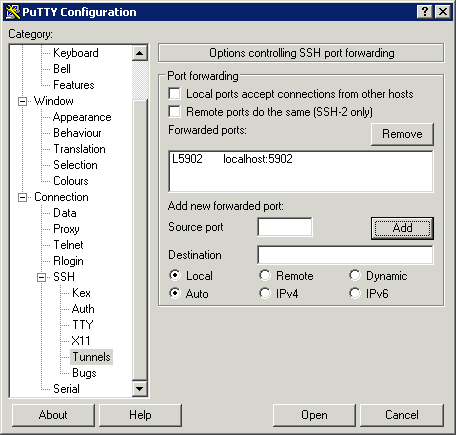 PuTTY Configuration
Category:
Keyboard
Bell
Features
Window
Appearance
Behaviour
Translation
Selection
Colours
Connection
Data
Proxy
Telnet
Rlogin
SSH
Kex
Auth
TTY
X11
Tunnels
Bugs
Serial
Options controlling SSH port forwarding
Port forwarding
Local ports accept connections from other hosts
Remote ports do the same (SSH-2 only)
Forwarded ports:
Remove
L5902 localhost:5902
Add new forwarded port:
Source port
Add
Destination
Local Remote Dynamic
Auto IPv4 IPv6
About Help Open Cancel